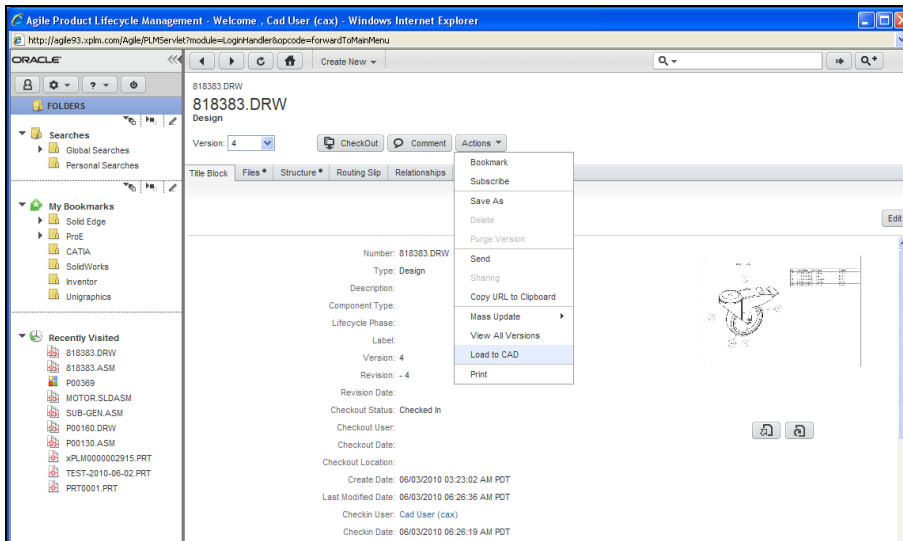 Agile Product Lifecycle Management - Welcome , Cad User (cax) - Windows Internet Explorer
http://agile93.xplm.com/Agile/PLMServlet?module=LoginHandler&opcode=forwardToMainMenu
ORACLE
Create New
FOLDERS
Searches
Global Searches
Personal Searches
My Bookmarks
Solid Edge
ProE
CATIA
SolidWorks
Inventor
Unigraphics
Recently Visited
818383.DRW
818383.ASM
P00369
MOTOR.SLDASM
SUB-GEN.ASM
P00160.DRW
P00130.ASM
xPLM0000002915.PRT
TEST-2010-06-02.PRT
PRT0001.PRT
818383.DRW
818383.DRW
Design
Version: 4 CheckOut Comment Actions
Title Block Files * Structure * Routing Slip Relationships
Bookmark
Subscribe
Save As
Delete
Purge Version
Send
Sharing
Copy URL to Clipboard
Mass Update
View All Versions
Load to CAD
Print
Edit
Number: 818383.DRW
Type: Design
Description:
Component Type:
Lifecycle Phase:
Label:
Version: 4
Revision: - 4
Revision Date:
Checkout Status: Checked In
Checkout User:
Checkout Date:
Checkout Location:
Create Date: 06/03/2010 03:23:02 AM PDT
Last Modified Date: 06/03/2010 06:26:36 AM PDT
Checkin User: Cad User (cax)
Checkin Date: 06/03/2010 06:26:19 AM PDT